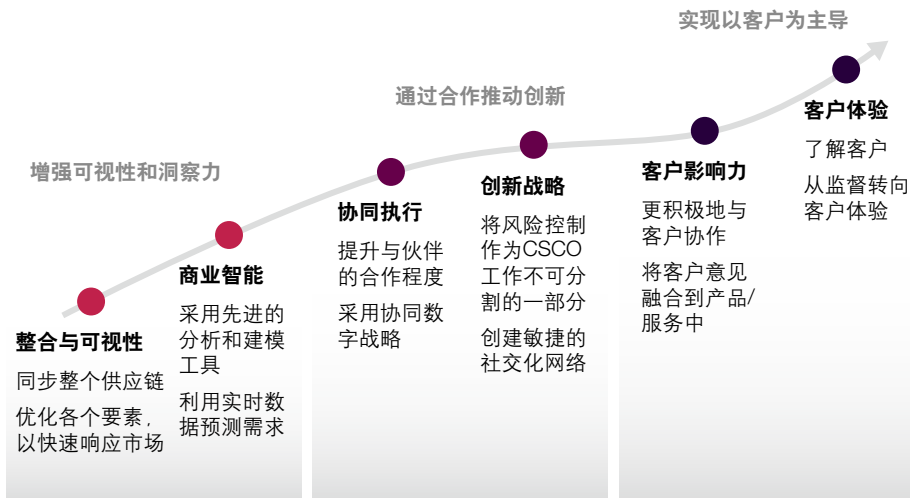 增强可视性和洞察力
整合与可视性
同步整个供应链
优化各个要素，
以快速响应市场
商业智能
采用先进的
分析和建模
工具
利用实时数
据预测需求
通过合作推动创新
协同执行
提升与伙伴
的合作程度
采用协同数
字战略
创新战略
将风险控制
作为CSCO
工作不可分
割的一部分
创建敏捷的
社交化网络
实现以客户为主导
客户影响力
更积极地与
客户协作
将客户意见
融合到产品/
服务中
客户体验
了解客户
从监督转向
客户体验